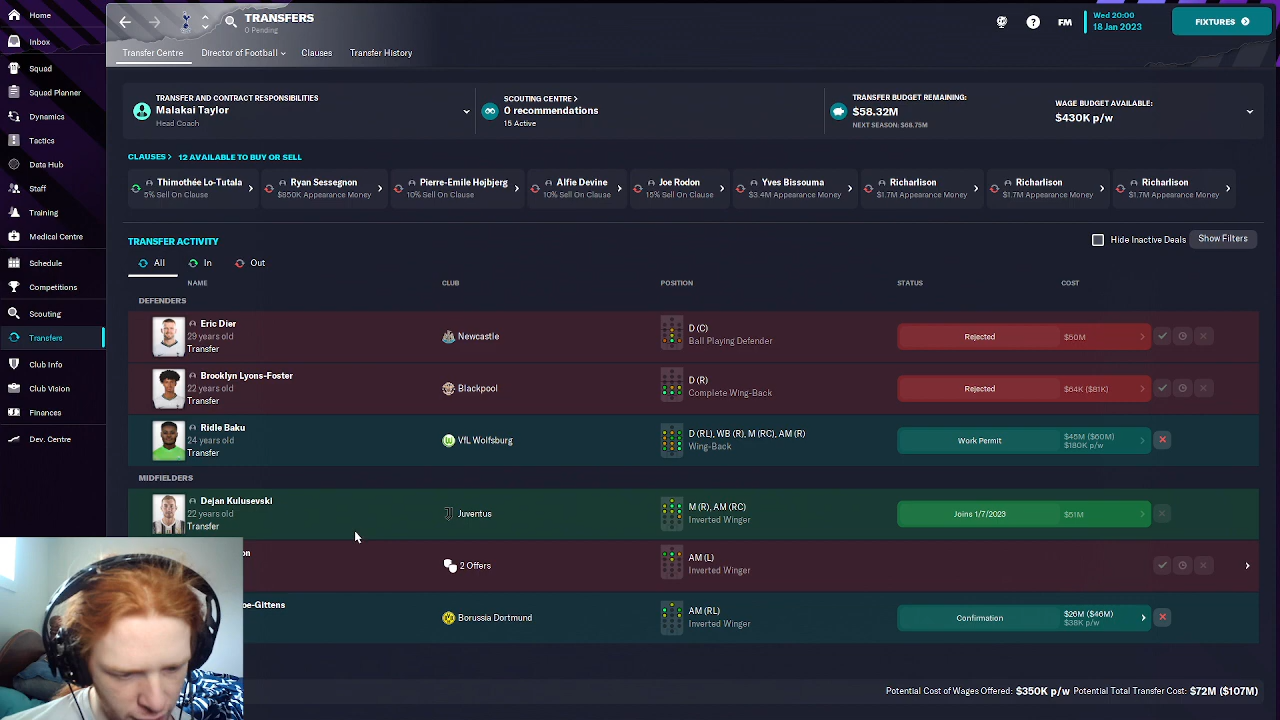 Home
Inbox
Squad
Squad Planner
Dynamics
Tactics
Data Hub
Staff
Training
Medical Centre
Schedule
Competitions
Scouting
Transfers
Club Info
Club Vision
Finances
Dev. Centre
TRANSFERS
0 Pending
FM
Wed 20:00
18 Jan 2023
FIXTURES
Transfer Centre
Director of Football
Clauses
Transfer History
TRANSFER AND CONTRACT RESPONSIBILITIES
Malakai Taylor
Head Coach
SCOUTING CENTRE >
0 recommendations
15 Active
TRANSFER BUDGET REMAINING:
$58.32M
NEXT SEASON: $68.75M
WAGE BUDGET AVAILABLE:
$430K p/w
CLAUSES > 12 AVAILABLE TO BUY OR SELL
Thimothée Lo-Tutala
5% Sell On Clause
Ryan Sessegnon
$850K Appearance Money
Pierre-Emile Højbjerg
10% Sell On Clause
Alfie Devine
10% Sell On Clause
Joe Rodon
15% Sell On Clause
Yves Bissouma
$3.4M Appearance Money
Richarlison
$1.7M Appearance Money
Richarlison
$1.7M Appearance Money
Richarlison
$1.7M Appearance Money
TRANSFER ACTIVITY
Hide Inactive Deals
Show Filters
All In Out
NAME CLUB POSITION STATUS COST
DEFENDERS
Eric Dier
29 years old
Transfer
Newcastle
D (C)
Ball Playing Defender
Rejected
$50M
Brooklyn Lyons-Foster
22 years old
Transfer
Blackpool
D (R)
Complete Wing-Back
Rejected
$64K ($81K)
Ridle Baku
24 years old
Transfer
VfL Wolfsburg
D (RL), WB (R), M (RC), AM (R)
Wing-Back
Work Permit
$45M ($60M)
$180K p/w
MIDFIELDERS
Dejan Kulusevski
22 years old
Transfer
Juventus
M (R), AM (RC)
Inverted Winger
Joins 1/7/2023
$51M
on
2 Offers
AM (L)
Inverted Winger
oe-Gittens
Borussia Dortmund
AM (RL)
Inverted Winger
Confirmation
$26M ($46M)
$38K p/w
Potential Cost of Wages Offered: $350K p/w Potential Total Transfer Cost: $72M ($107M)